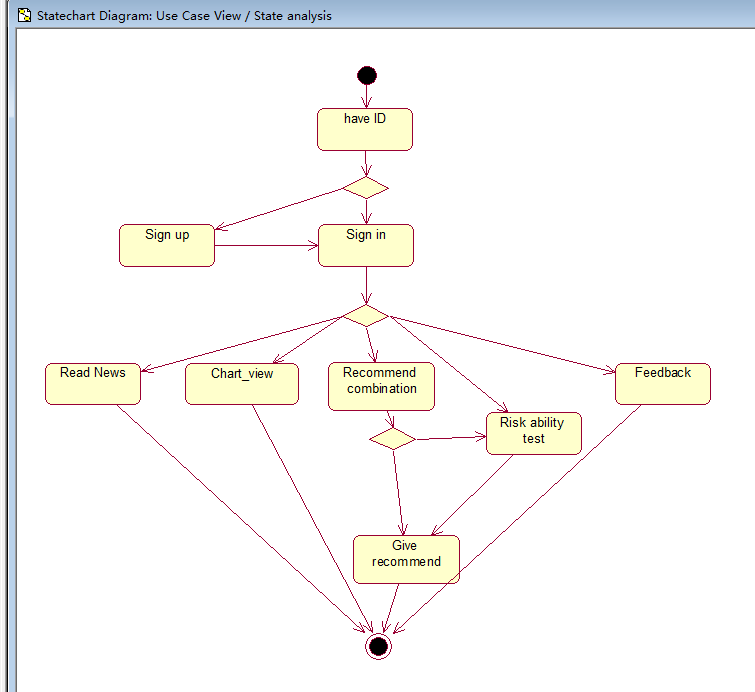 Statechart Diagram: Use Case View / State analysis
have ID
Sign up
Sign in
Read News
Chart_view
Recommend
combination
Feedback
Risk ability
test
Give
recommend